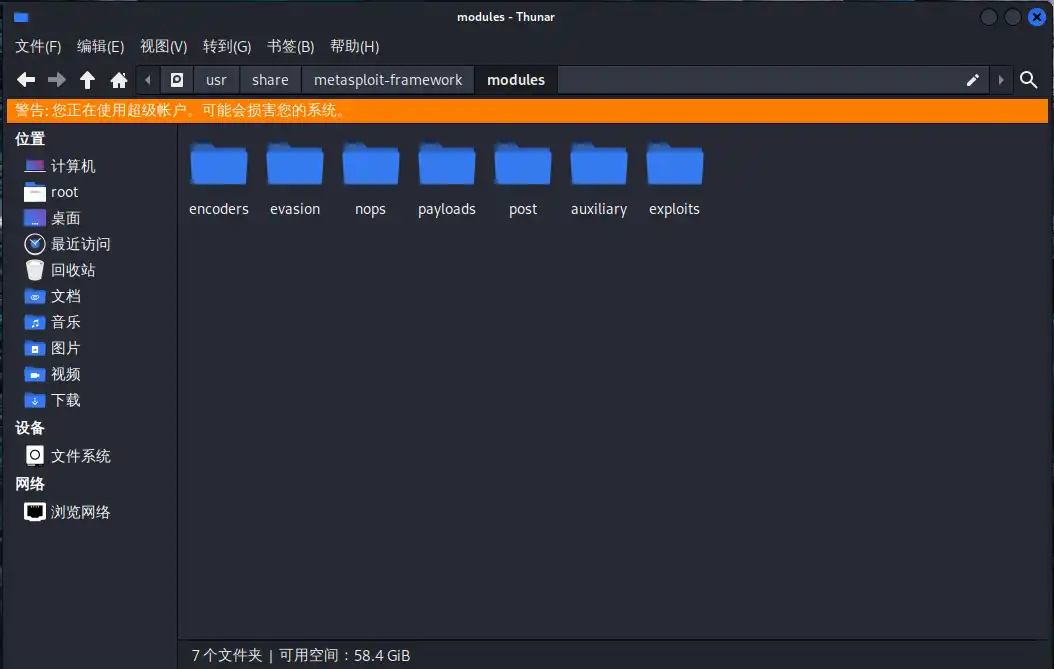 modules - Thunar
文件(F) 编辑(E) 视图(V) 转到(G) 书签(B) 帮助(H)
usr share metasploit-framework modules
警告: 您正在使用超级帐户。可能会损害您的系统。
位置
计算机
root
桌面
最近访问
回收站
文档
音乐
图片
视频
下载
设备
文件系统
网络
浏览网络
encoders evasion nops payloads post auxiliary exploits
7 个文件夹 | 可用空间：58.4 GiB